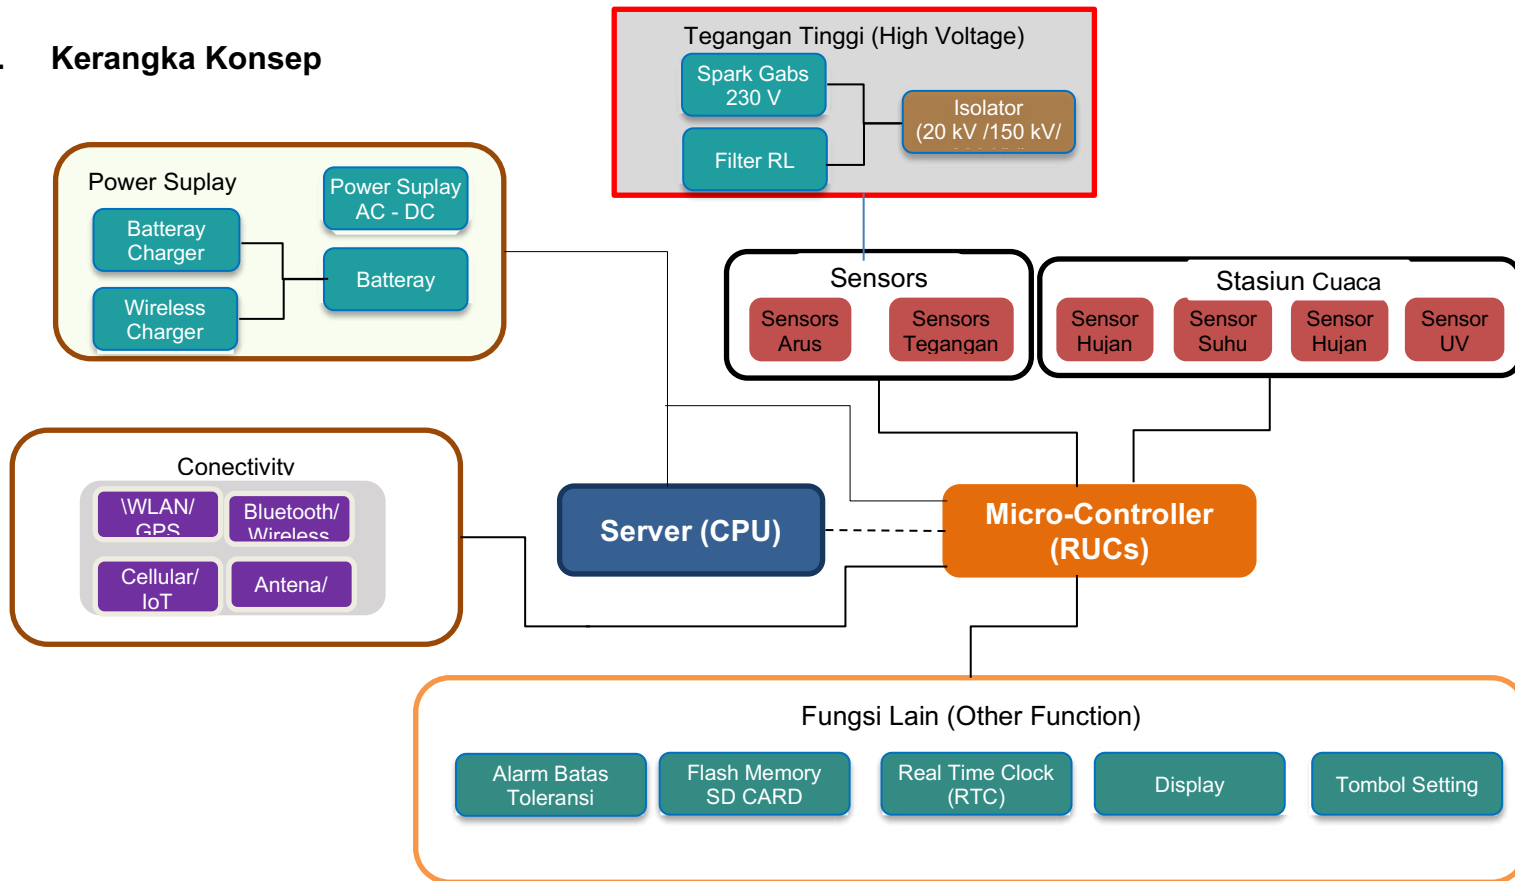 . Kerangka Konsep
Tegangan Tinggi (High Voltage)
Spark Gabs
230 V
Filter RL
Isolator
(20 kV /150 kV/
Power Suplay
Power Suplay
AC - DC
Batteray
Charger
Batteray
Wireless
Charger
Sensors
Sensors
Arus
Sensors
Tegangan
Stasiun Cuaca
Sensor
Hujan
Sensor
Suhu
Sensor
Hujan
Sensor
UV
Conectivity
\WLAN/
GPS
Bluetooth/
Wireless
Cellular/
IoT
Antena/
Server (CPU)
Micro-Controller
(RUCs)
Fungsi Lain (Other Function)
Alarm Batas
Toleransi
Flash Memory
SD CARD
Real Time Clock
(RTC)
Display
Tombol Setting